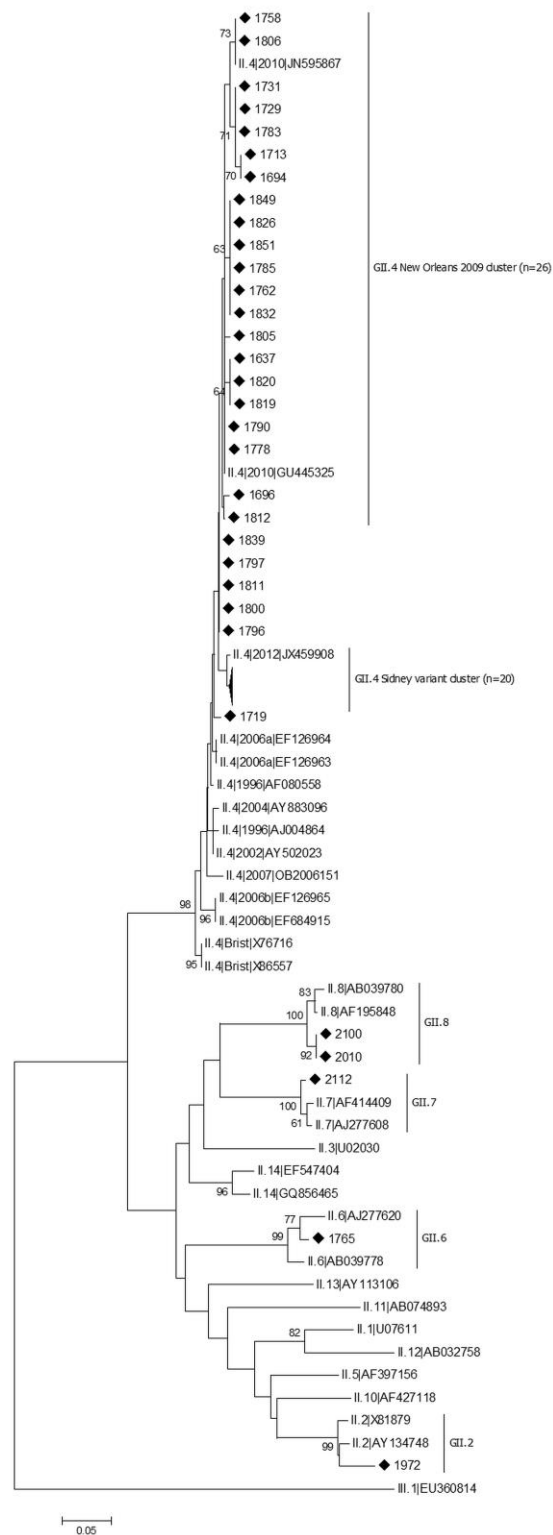 73
1758
1806
II.4|2010|JN595867
1731
1729
1783
71
1713
70
1694
1849
1826
1851
63
1785
GII.4 New Orleans 2009 cluster (n=26)
1762
1832
1805
1637
1820
64
1819
1790
1778
II.4|2010|GU445325
1696
1812
1839
1797
1811
1800
1796
II.4|2012|JX459908
GII.4 Sidney variant cluster (n=20)
1719
II.4|2006a|EF126964
II.4|2006a|EF126963
II.4|1996|AF080558
II.4|2004|AY883096
II.4|1996|AJ004864
II.4|2002|AY502023
II.4|2007|OB2006151
98
II.4|2006b|EF126965
96
II.4|2006b|EF684915
II.4|Brist|X76716
95
II.4|Brist|X86557
83
II.8|AB039780
100
II.8|AF195848
GII.8
2100
92
2010
2112
100
II.7|AF414409
GII.7
61
II.7|AJ277608
II.3|U02030
II.14|EF547404
96
II.14|GQ856465
77
II.6|AJ277620
99
1765
GII.6
II.6|AB039778
II.13|AY113106
II.11|AB074893
82
II.1|U07611
II.12|AB032758
II.5|AF397156
II.10|AF427118
II.2|X81879
99
II.2|AY134748
GII.2
1972
III.1|EU360814
0.05